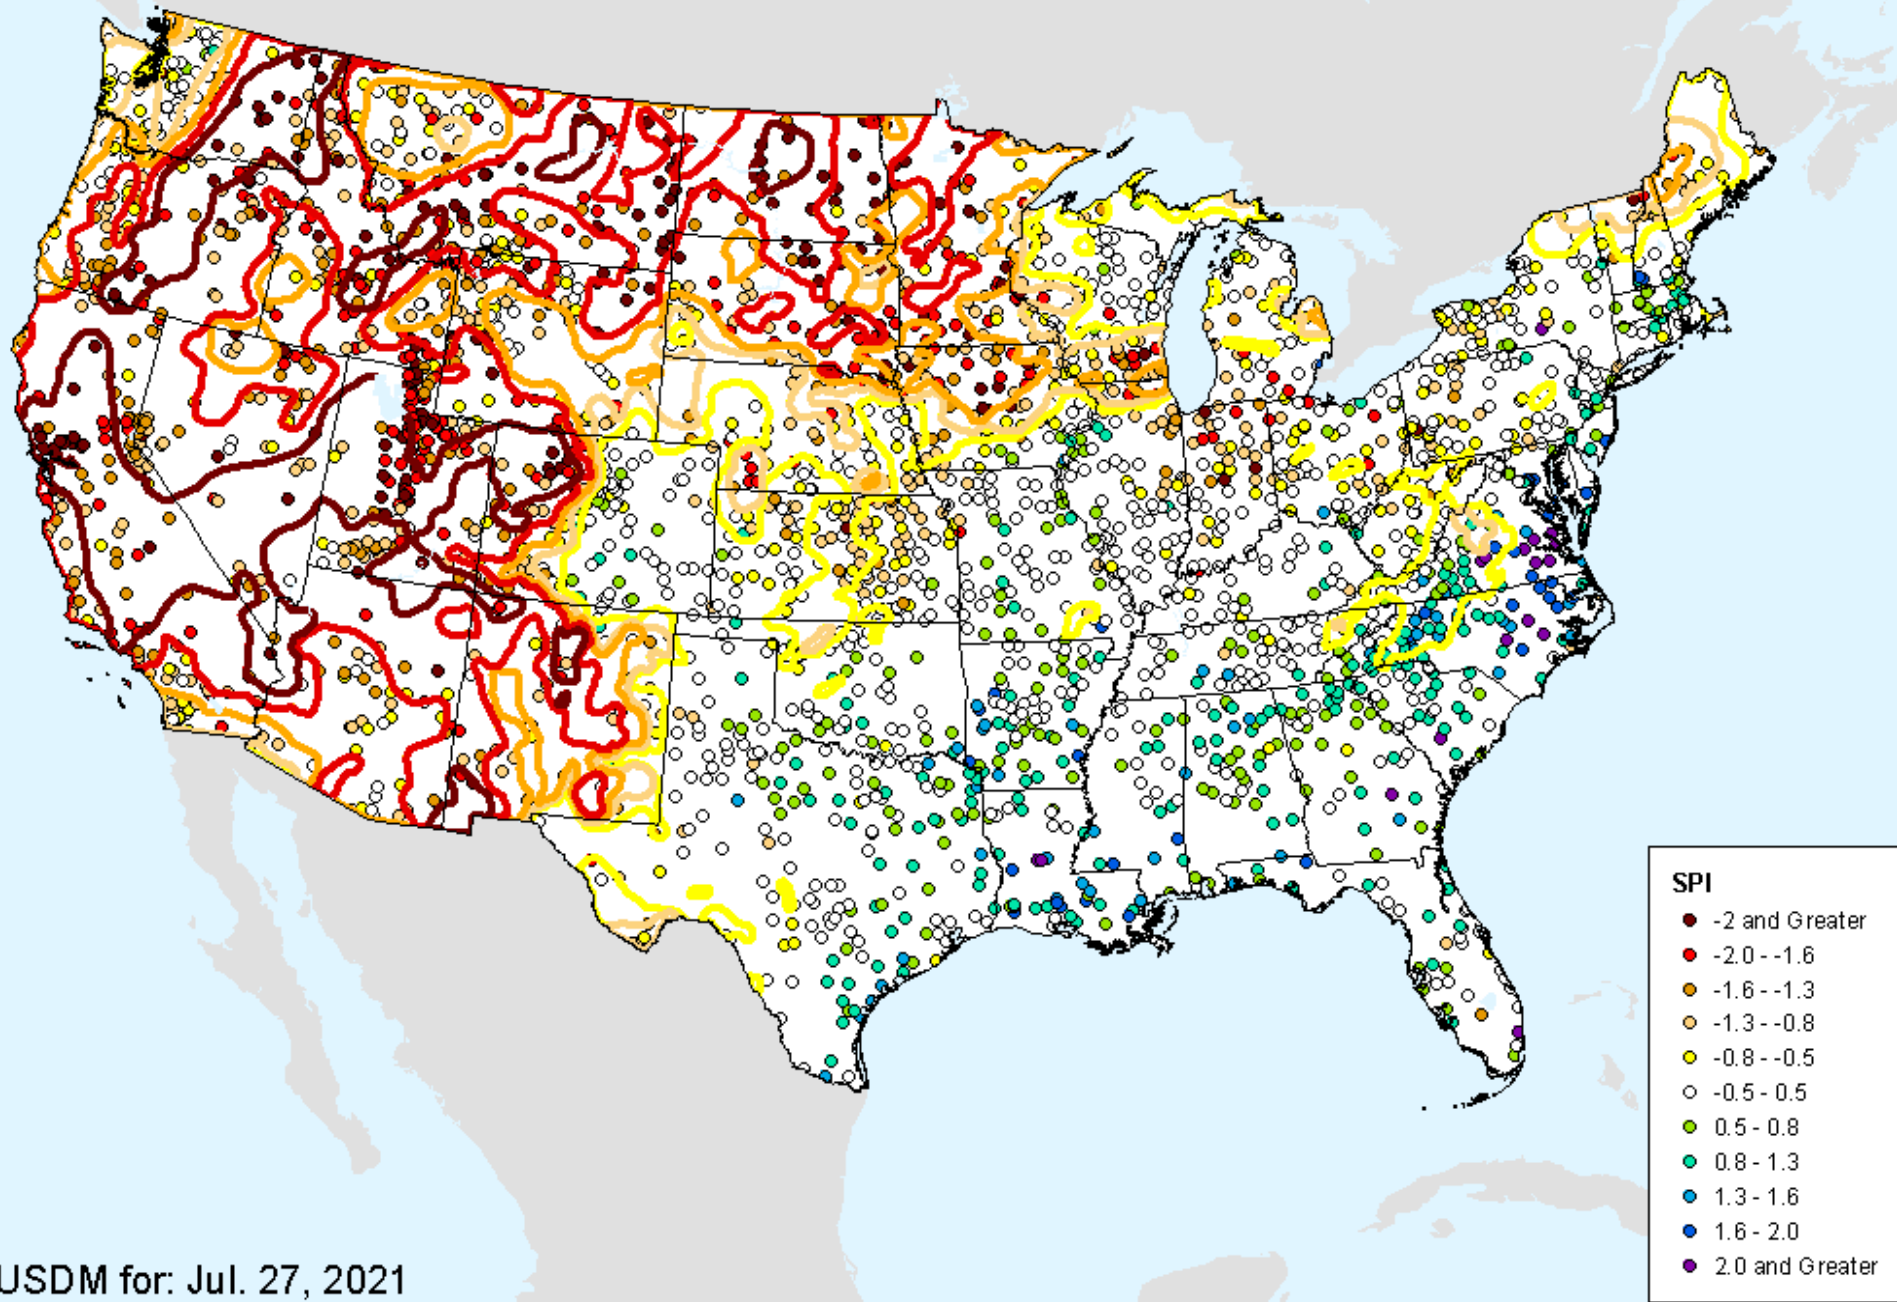 SPI
-2 and Greater
-2.0 - -1.6
-1.6 - -1.3
-1.3 - -0.8
-0.8 - -0.5
-0.5 - 0.5
0.5 - 0.8
0.8 - 1.3
1.3 - 1.6
1.6 - 2.0
2.0 and Greater
USDM for: Jul. 27, 2021